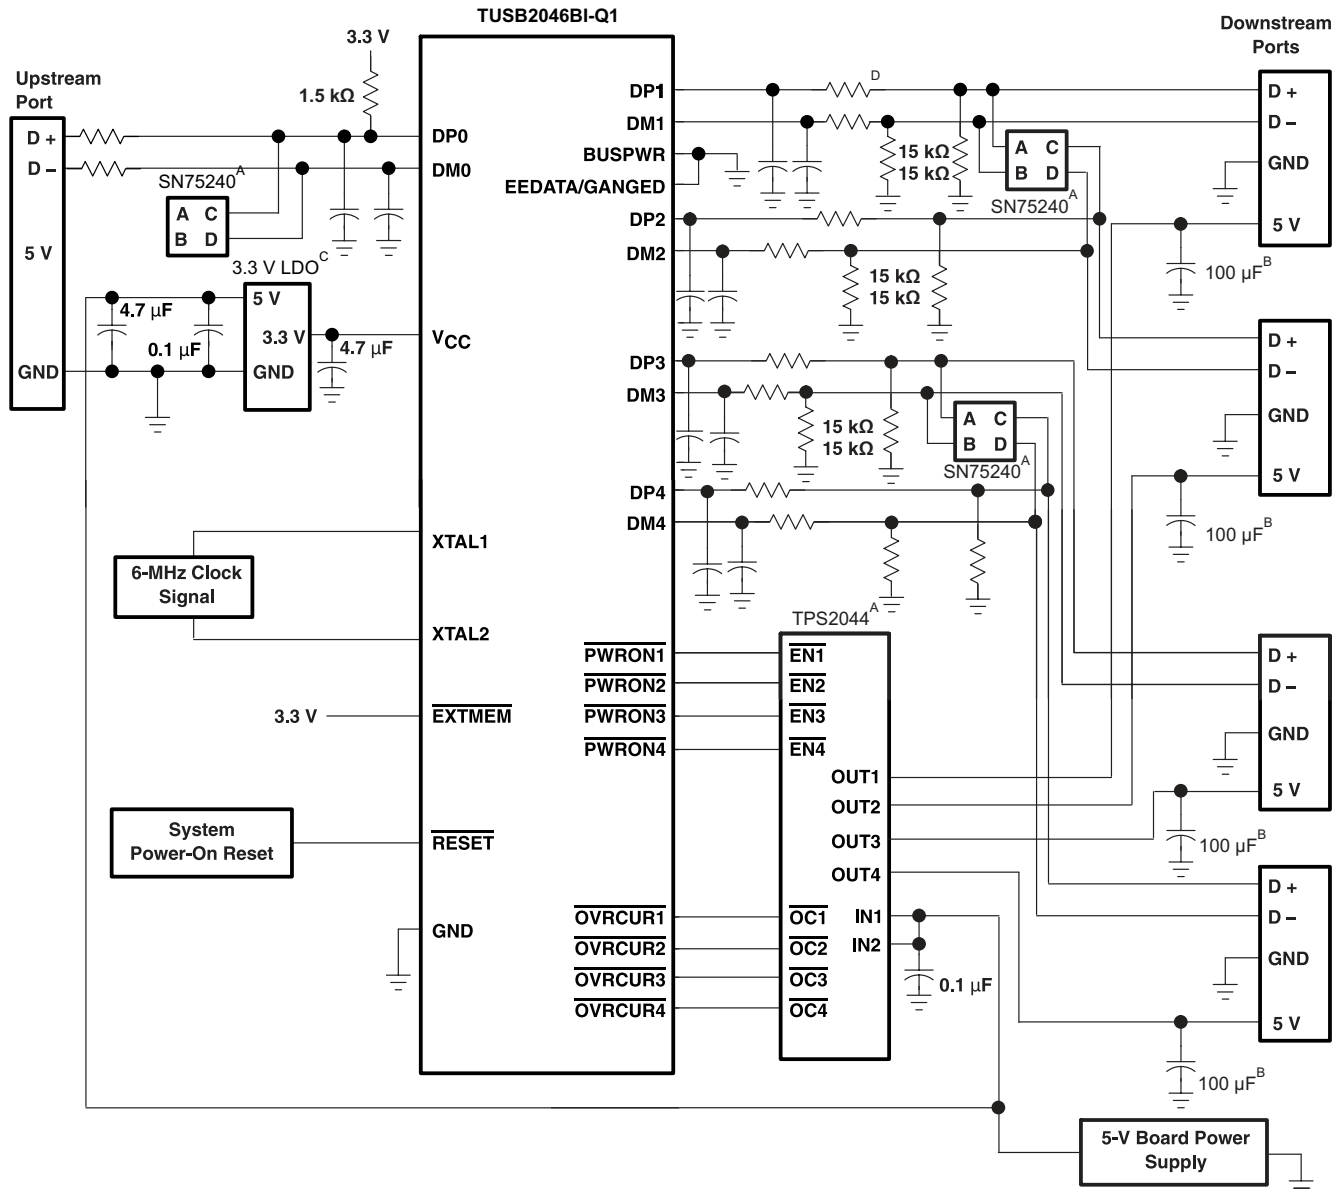 TUSB2046BI-Q1
Upstream
Port
D +
D –
5 V
GND
3.3 V
1.5 kΩ
SN75240A
A C
B D
3.3 V LDOC
5 V
3.3 V
GND
4.7 µF
0.1 µF
4.7 µF
6-MHz Clock
Signal
3.3 V
System
Power-On Reset
DP0
DM0
VCC
XTAL1
XTAL2
EXTMEM
RESET
GND
DP1
DM1
BUSPWR
EEDATA/GANGED
DP2
DM2
DP3
DM3
DP4
DM4
PWRON1
PWRON2
PWRON3
PWRON4
OVRCUR1
OVRCUR2
OVRCUR3
OVRCUR4
D
15 kΩ
15 kΩ
A C
B D
SN75240A
15 kΩ
15 kΩ
15 kΩ
15 kΩ
A C
B D
SN75240A
TPS2044A
EN1
EN2
EN3
EN4
OUT1
OUT2
OUT3
OUT4
OC1
OC2
OC3
OC4
IN1
IN2
0.1 µF
Downstream
Ports
D +
D –
GND
5 V
100 µFB
D +
D –
GND
5 V
100 µFB
D +
D –
GND
5 V
100 µFB
D +
D –
GND
5 V
100 µFB
5-V Board Power
Supply